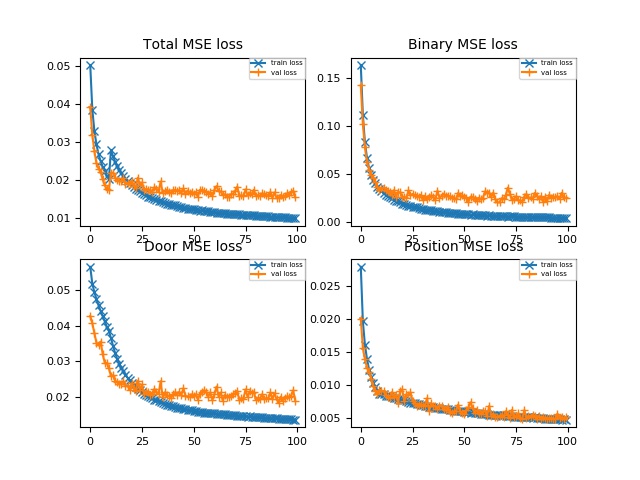 Total MSE loss
0.05
0.04
0.03
0.02
0.01
0 25 50 75 100
train loss
val loss
Binary MSE loss
0.15
0.10
0.05
0.00
0 25 50 75 100
train loss
val loss
Door MSE loss
0.05
0.04
0.03
0.02
0 25 50 75 100
train loss
val loss
Position MSE loss
0.025
0.020
0.015
0.010
0.005
0 25 50 75 100
train loss
val loss